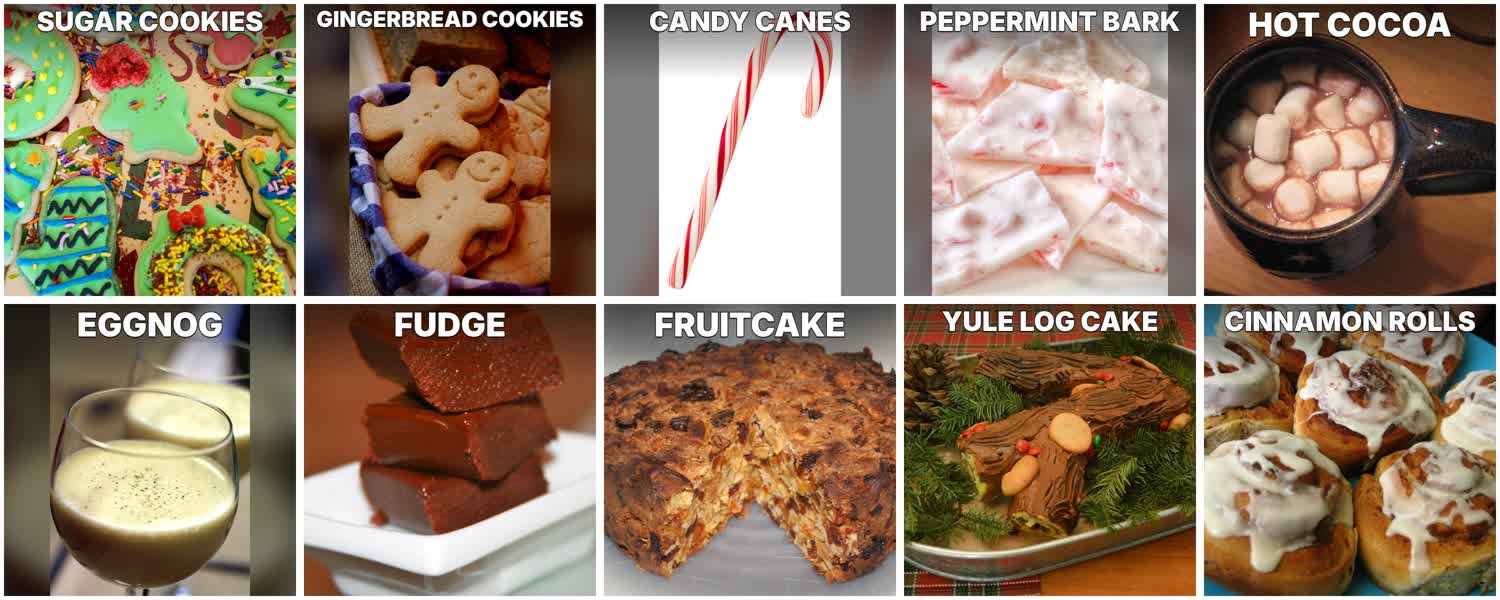 SUGAR COOKIES
GINGERBREAD COOKIES
CANDY CANES
PEPPERMINT BARK
HOT COCOA
EGGNOG
FUDGE
FRUITCAKE
YULE LOG CAKE
CINNAMON ROLLS